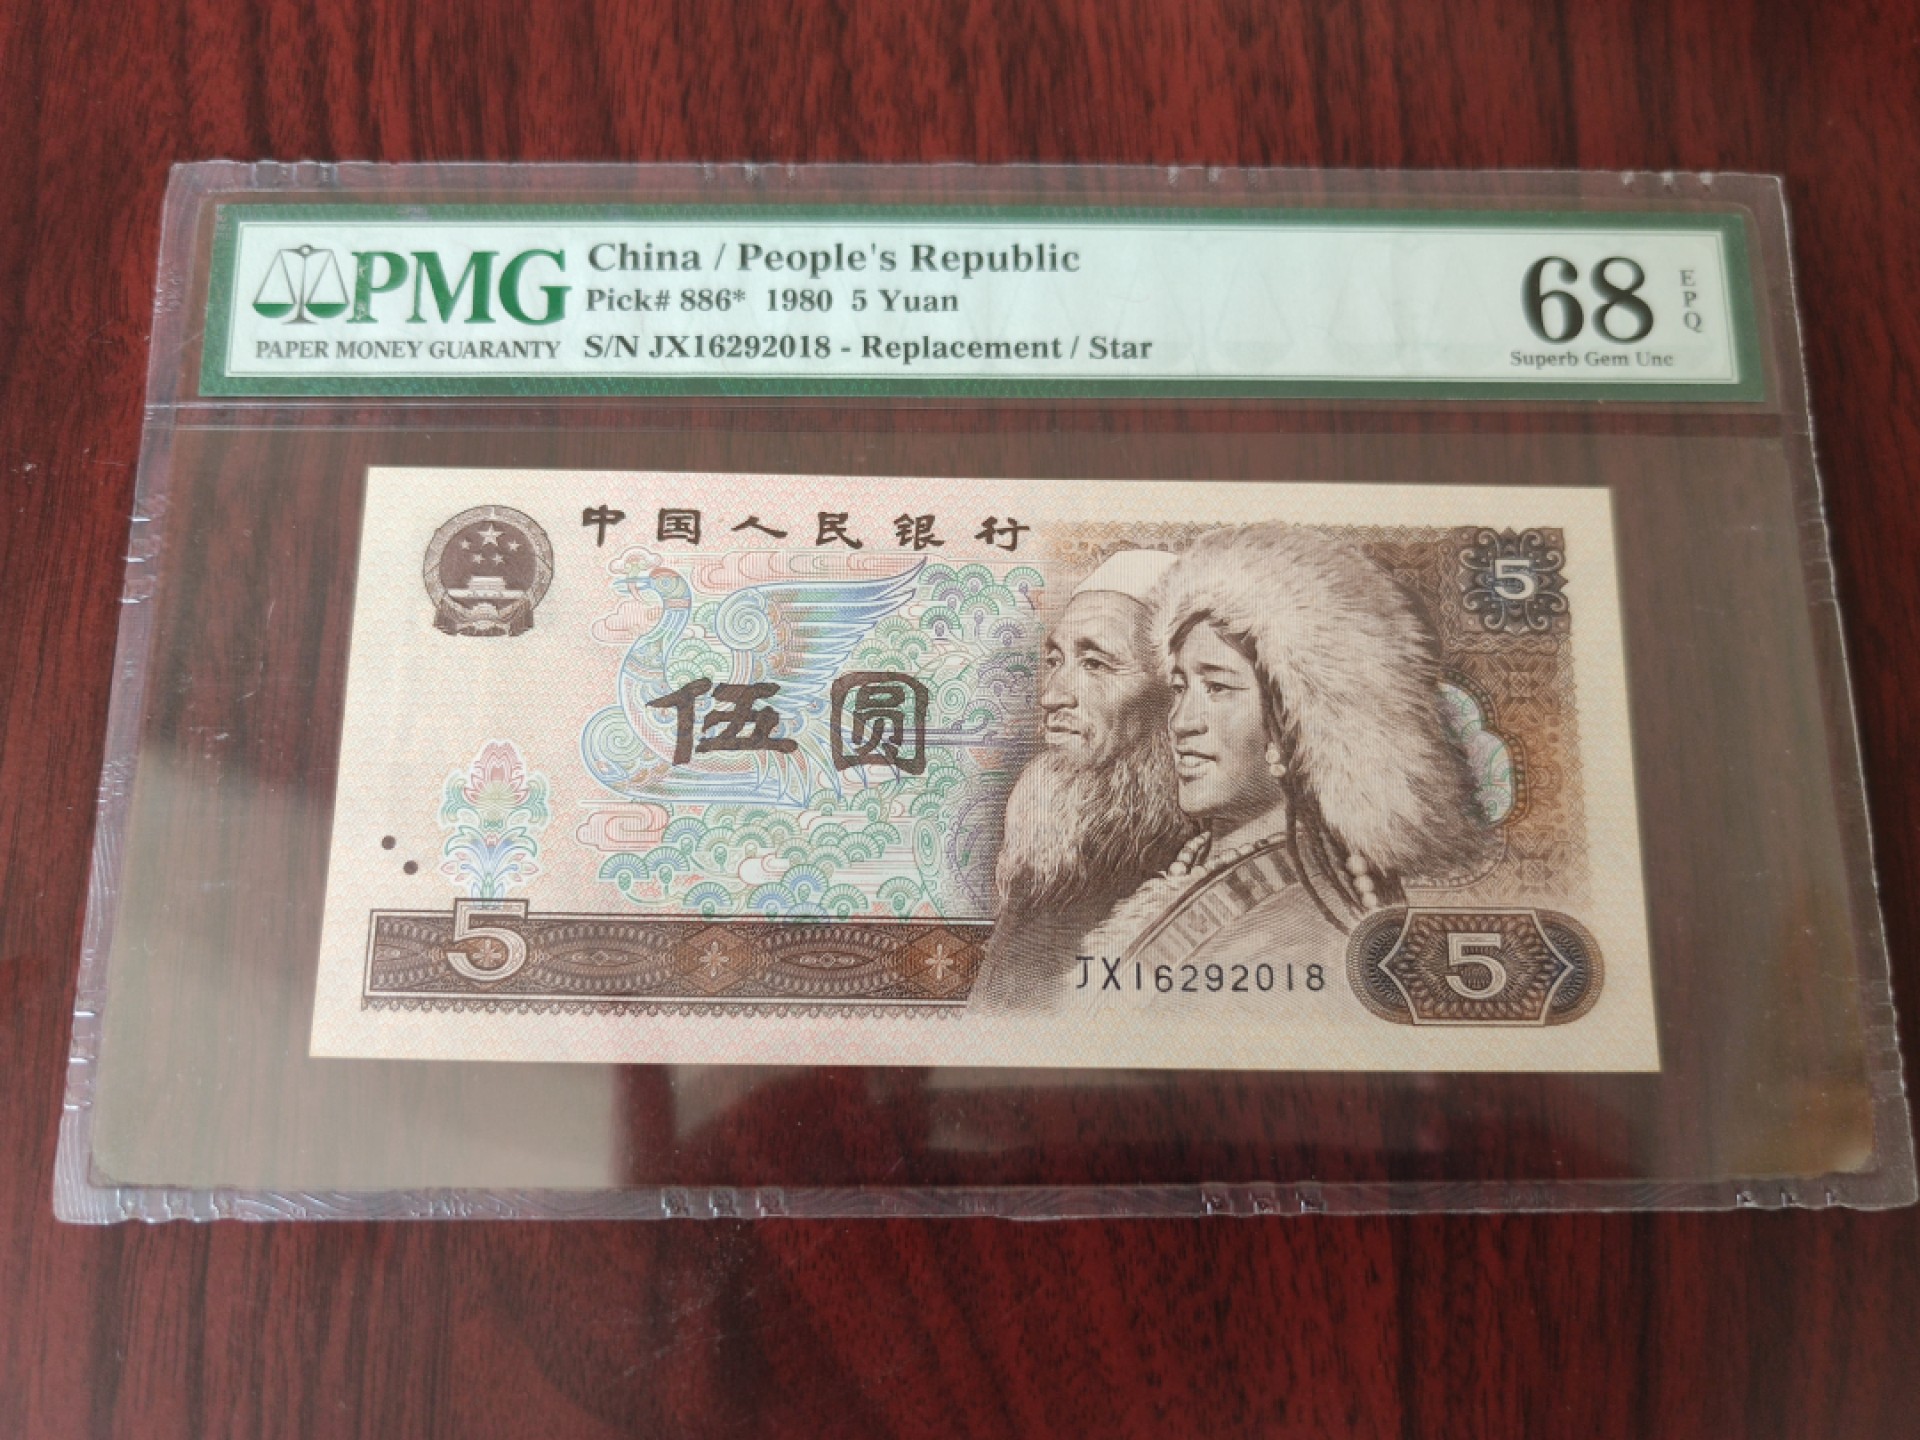 PMG
PAPER MONEY GUARANTY
China / People's Republic
Pick# 886* 1980 5 Yuan
S/N JX16292018 - Replacement / Star
68
EPQ
Superb Gem Unc
中国人民银行
5
伍圆
5
JX16292018
5